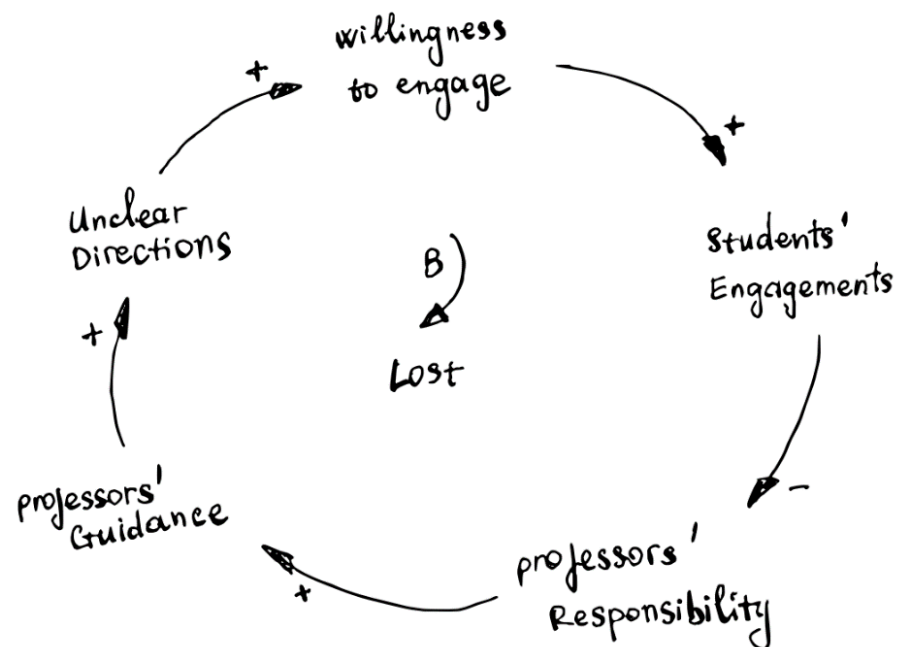 willingness
to engage
+
+
Unclear
Directions
Students'
Engagements
B
Lost
+
-
professors'
Guidance
+
professors'
Responsibility